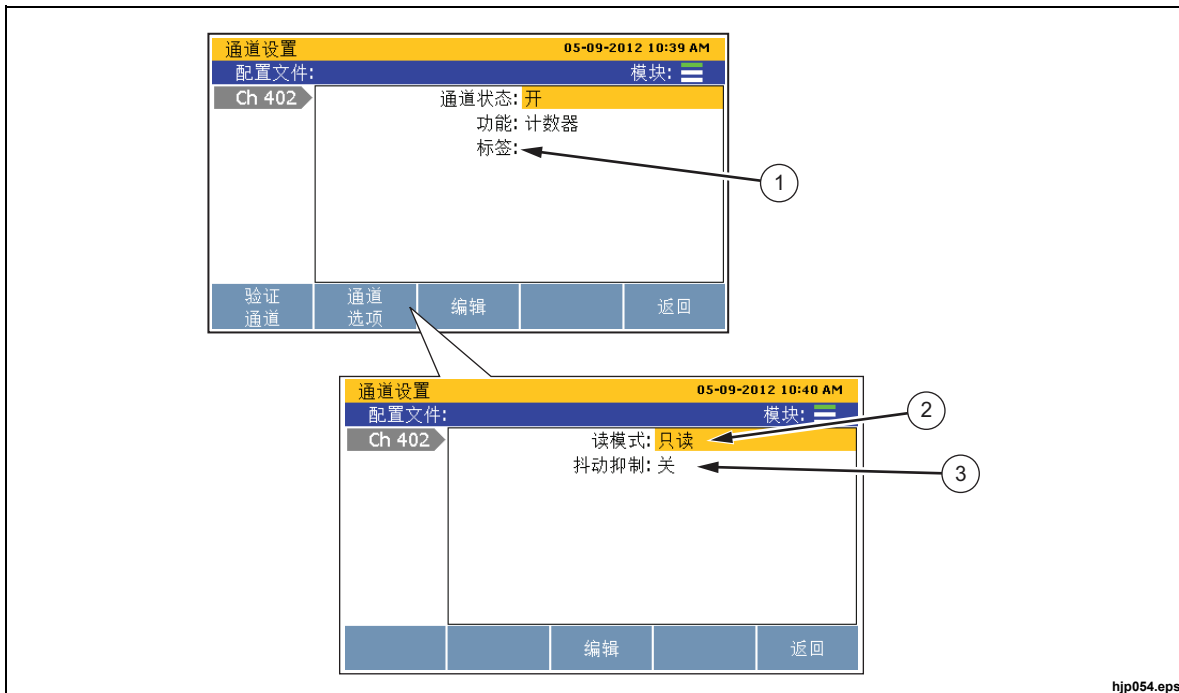 通道设置 05-09-2012 10:39 AM
配置文件: 模块:
Ch 402
通道状态: 开
功能: 计数器
标签:
1
验证通道 通道选项 编辑 返回
通道设置 05-09-2012 10:40 AM
配置文件: 模块:
2
Ch 402
读模式: 只读
抖动抑制: 关
3
编辑 返回
hjp054.eps